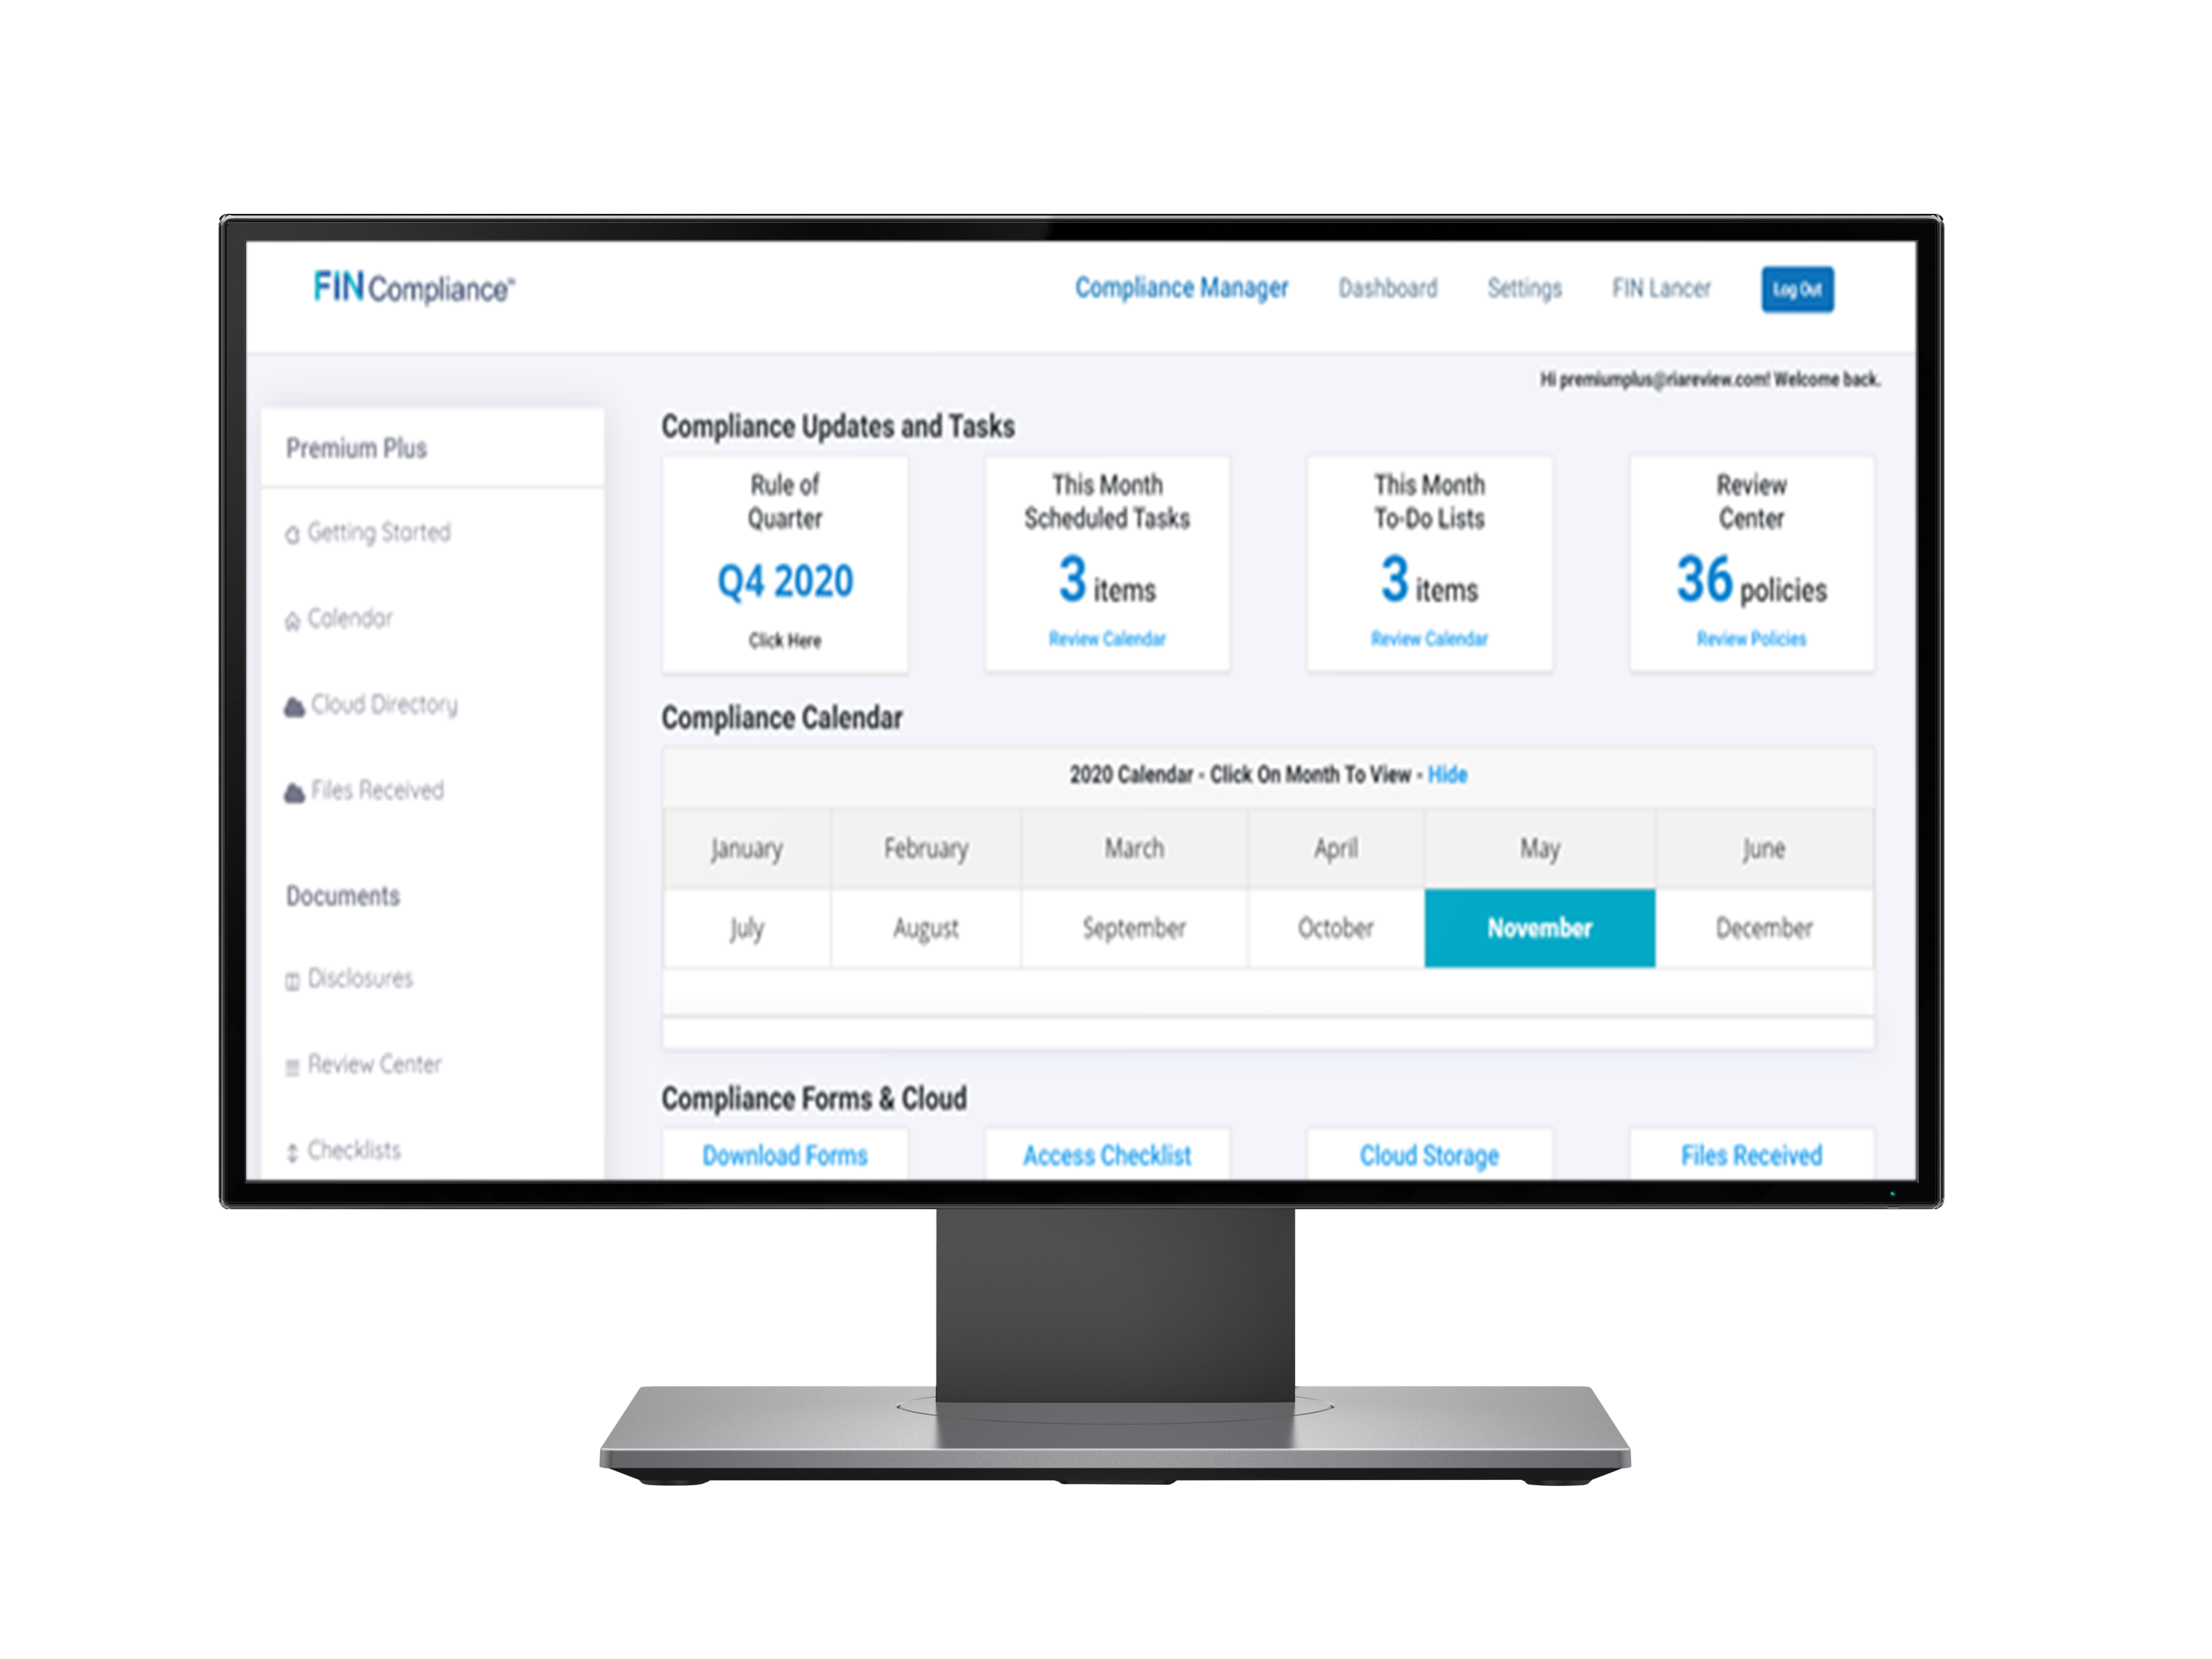 FIN Compliance™
Compliance Manager Dashboard Settings FIN Lancer Log Out
Hi premiumplus@riareview.com! Welcome back.
Premium Plus
Getting Started
Calendar
Cloud Directory
Files Received
Documents
Disclosures
Review Center
Checklists
Compliance Updates and Tasks
Rule of
Quarter
Q4 2020
Click Here
This Month
Scheduled Tasks
3 items
Review Calendar
This Month
To-Do Lists
3 items
Review Calendar
Review
Center
36 policies
Review Policies
Compliance Calendar
2020 Calendar - Click On Month To View - Hide
January February March April May June
July August September October November December
Compliance Forms & Cloud
Download Forms Access Checklist Cloud Storage Files Received